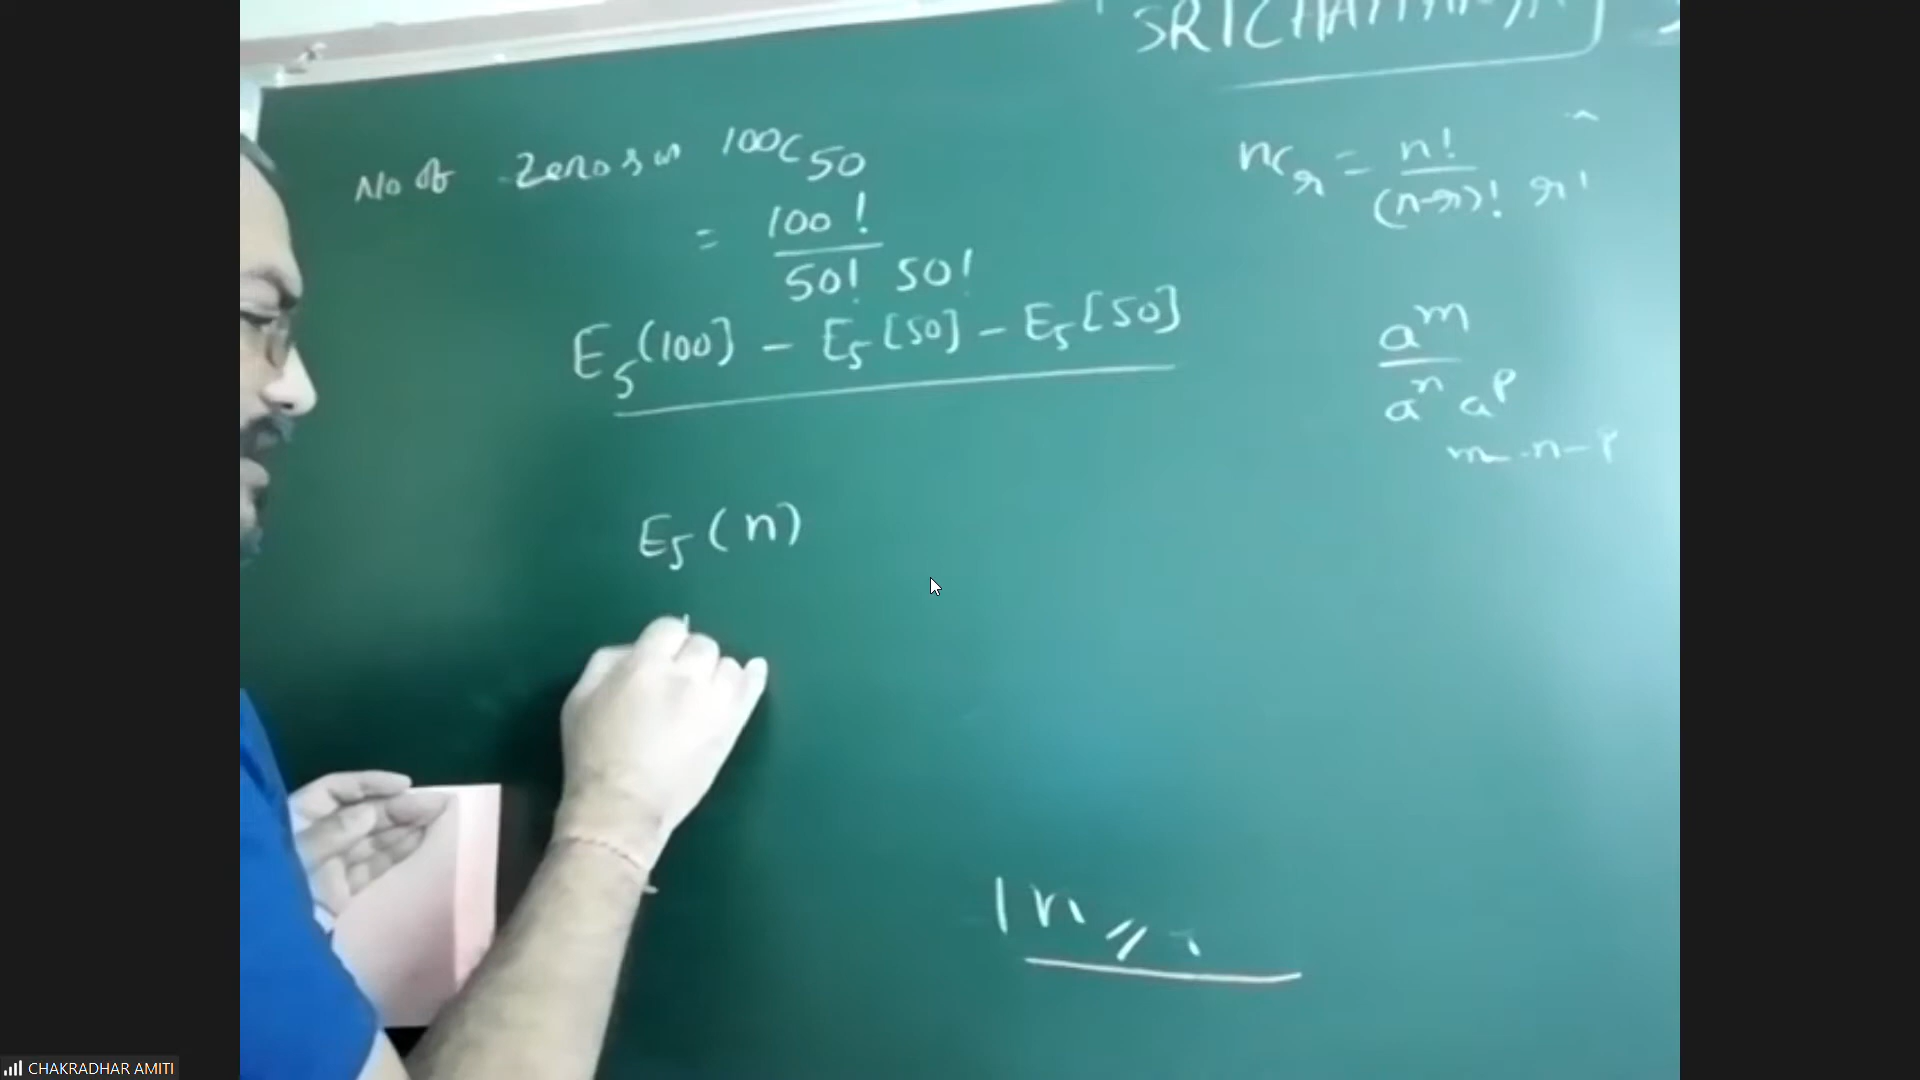 No of Zeros in 100C50
= 100!
50! 50!
E5(100] - E5[50] - E5[50]
E5(n)
nCr = n!
(n-r)! r!
a^m
a^n a^p
m-n-p
CHAKRADHAR AMITI